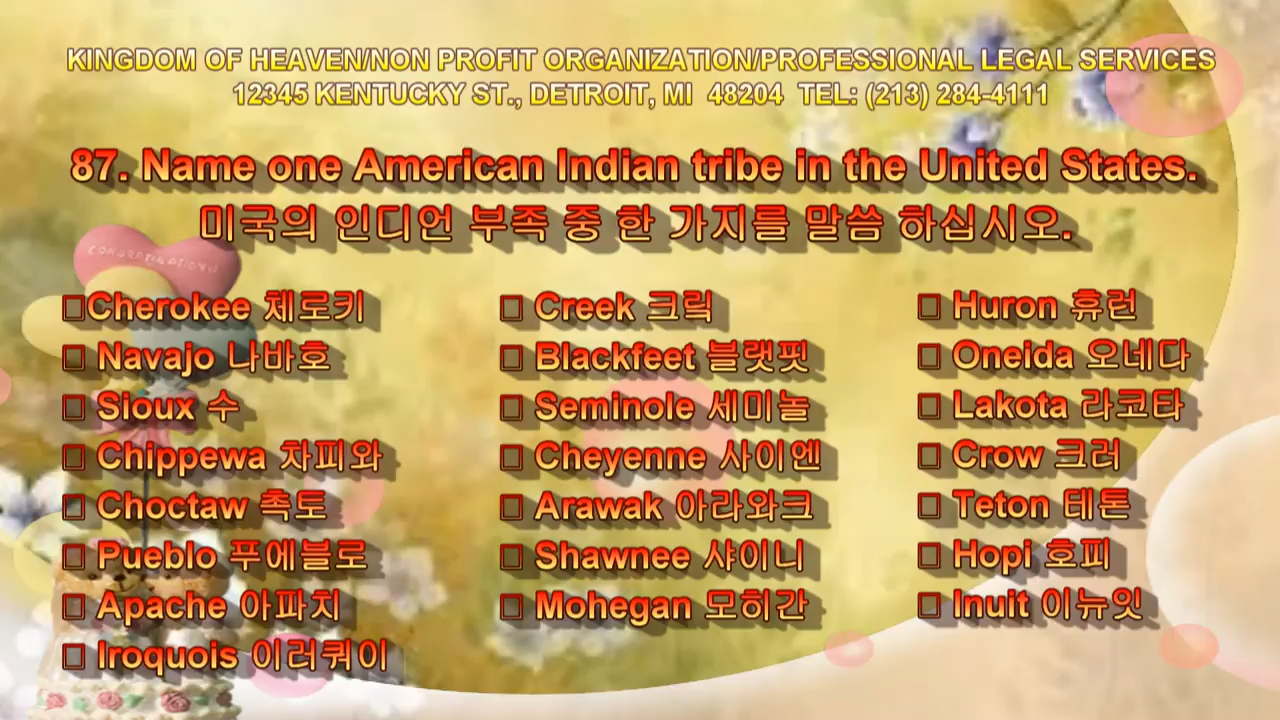 KINGDOM OF HEAVEN/NON PROFIT ORGANIZATION/PROFESSIONAL LEGAL SERVICES
12345 KENTUCKY ST., DETROIT, MI 48204 TEL: (213) 284-4111
87. Name one American Indian tribe in the United States.
미국의 인디언 부족 중 한 가지를 말씀 하십시오.
CONGRATULATIONS
□Cherokee 체로키
□ Navajo 나바호
□ Sioux 수
□ Chippewa 차피와
□ Choctaw 촉토
□ Pueblo 푸에블로
□ Apache 아파치
□ Iroquois 이러쿼이
□ Creek 크릭
□ Blackfeet 블랫핏
□ Seminole 세미놀
□ Cheyenne 사이엔
□ Arawak 아라와크
□ Shawnee 샤이니
□ Mohegan 모히간
□ Huron 휴런
□ Oneida 오네다
□ Lakota 라코타
□ Crow 크러
□ Teton 테톤
□ Hopi 호피
□ Inuit 이뉴잇